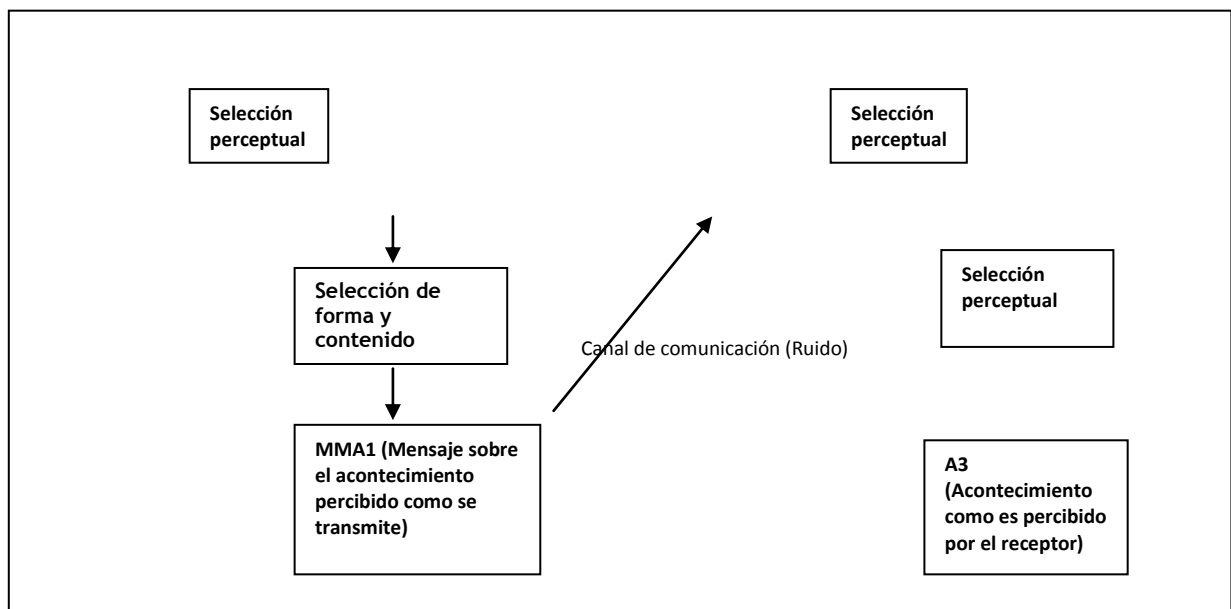 Selección
perceptual
Selección
perceptual
Selección de
forma y
contenido
Selección
perceptual
Canal de comunicación (Ruido)
MMA1 (Mensaje sobre
el acontecimiento
percibido como se
transmite)
A3
(Acontecimiento
como es percibido
por el receptor)